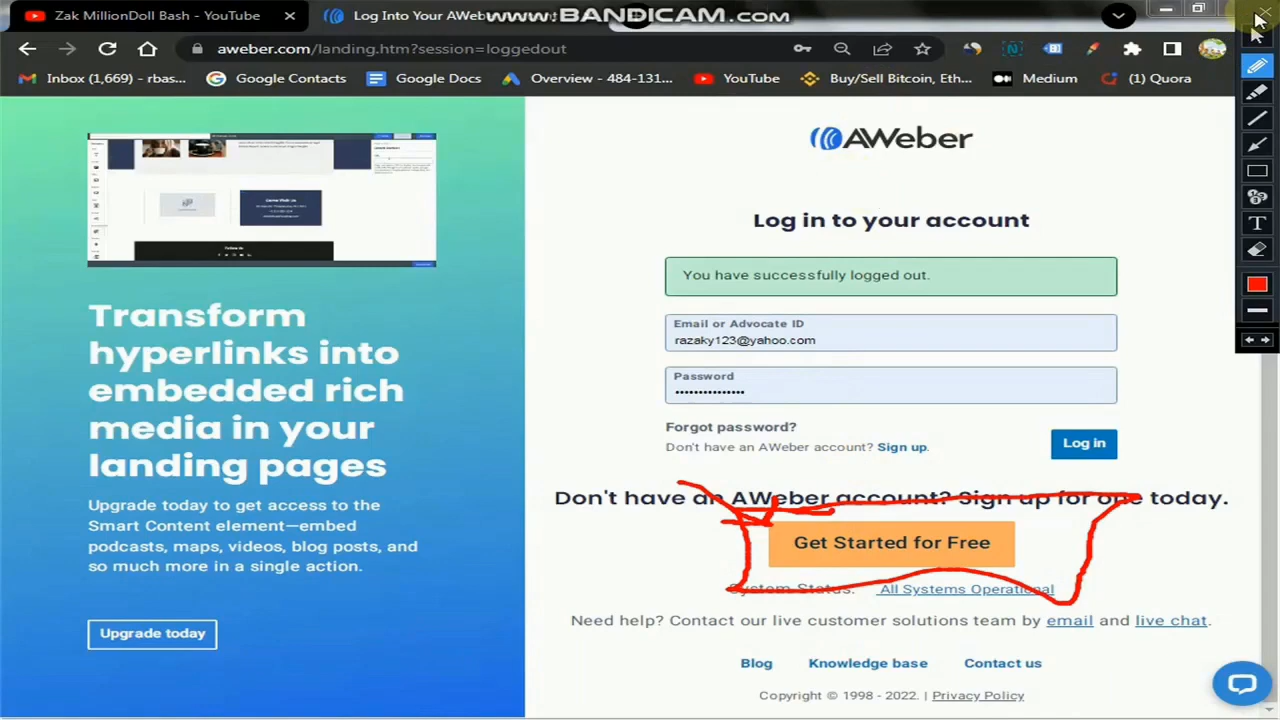 Zak MillionDoll Bash - YouTube
Log Into Your AWeb
www.BANDICAM.com
aweber.com/landing.htm?session=loggedout
Inbox (1,669) - rbas...
Google Contacts
Google Docs
Overview - 484-131...
YouTube
Buy/Sell Bitcoin, Eth...
Medium
(1) Quora
Transform
hyperlinks into
embedded rich
media in your
landing pages
Upgrade today to get access to the
Smart Content element—embed
podcasts, maps, videos, blog posts, and
so much more in a single action.
Upgrade today
AWeber
Log in to your account
You have successfully logged out.
Email or Advocate ID
razaky123@yahoo.com
Password
•••••••••••••••
Forgot password?
Don't have an AWeber account? Sign up.
Log in
Don't have an AWeber account? Sign up for one today.
Get Started for Free
System Status: All Systems Operational
Need help? Contact our live customer solutions team by email and live chat.
Blog Knowledge base Contact us
Copyright © 1998 - 2022. | Privacy Policy